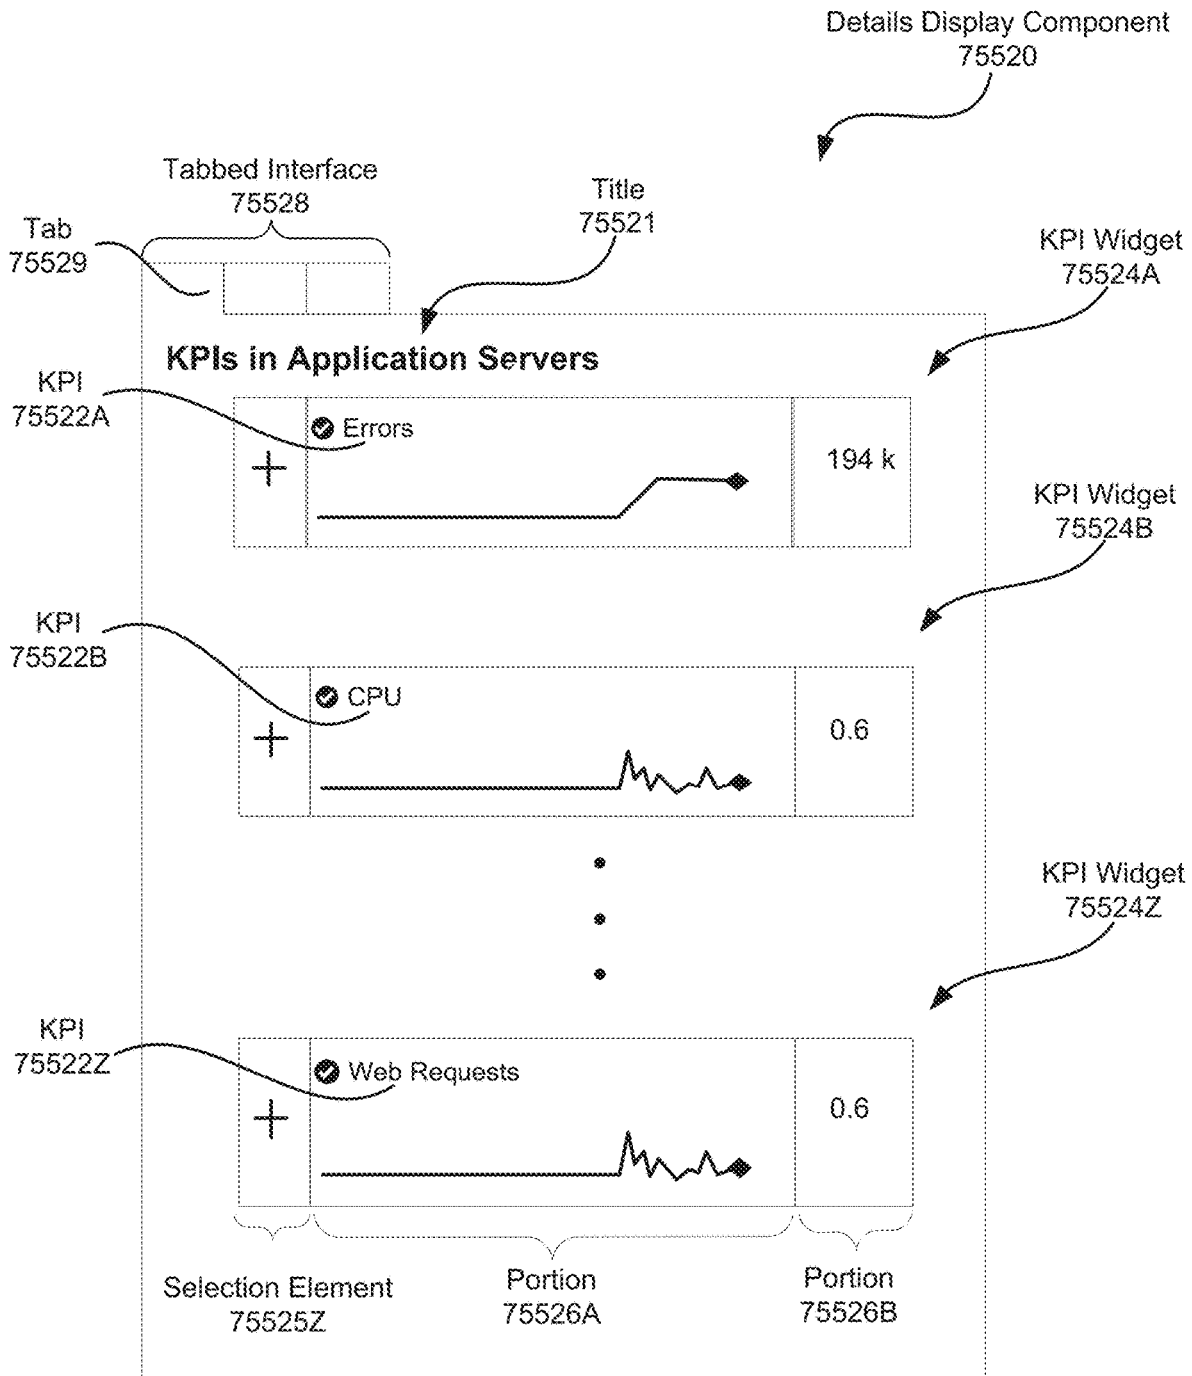 Details Display Component
75520
Tabbed Interface
75528
Title
75521
Tab
75529
KPI Widget
75524A
KPIs in Application Servers
KPI
75522A
Errors
194 k
KPI Widget
75524B
KPI
75522B
CPU
0.6
KPI Widget
75524Z
KPI
75522Z
Web Requests
0.6
Selection Element
75525Z
Portion
75526A
Portion
75526B